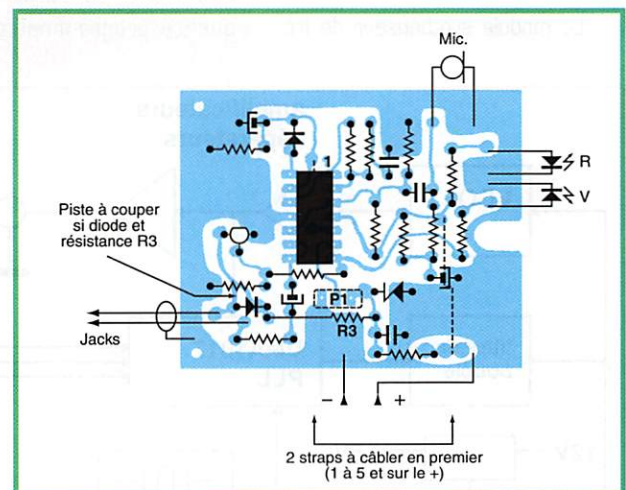 Mic.
1
R
V
Piste à couper
si diode et
résistance R3
P1
R3
Jacks
- +
2 straps à câbler en premier
(1 à 5 et sur le +)